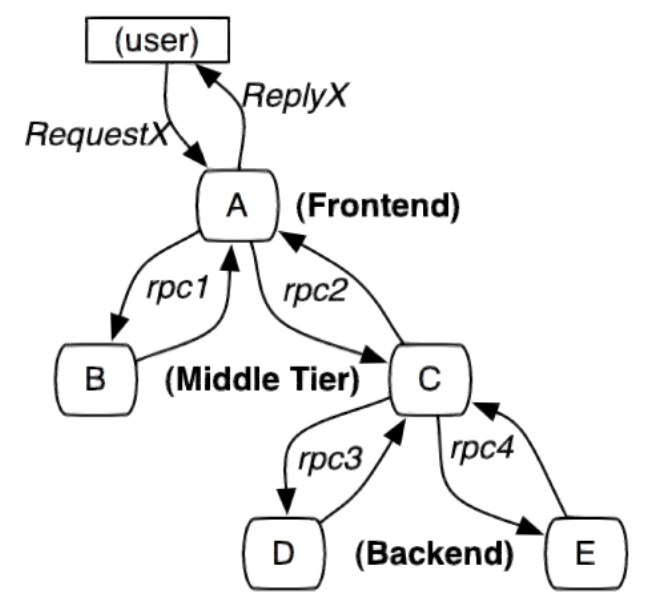 (user)
ReplyX
RequestX
A (Frontend)
rpc1 rpc2
B (Middle Tier) C
rpc3 rpc4
D (Backend) E